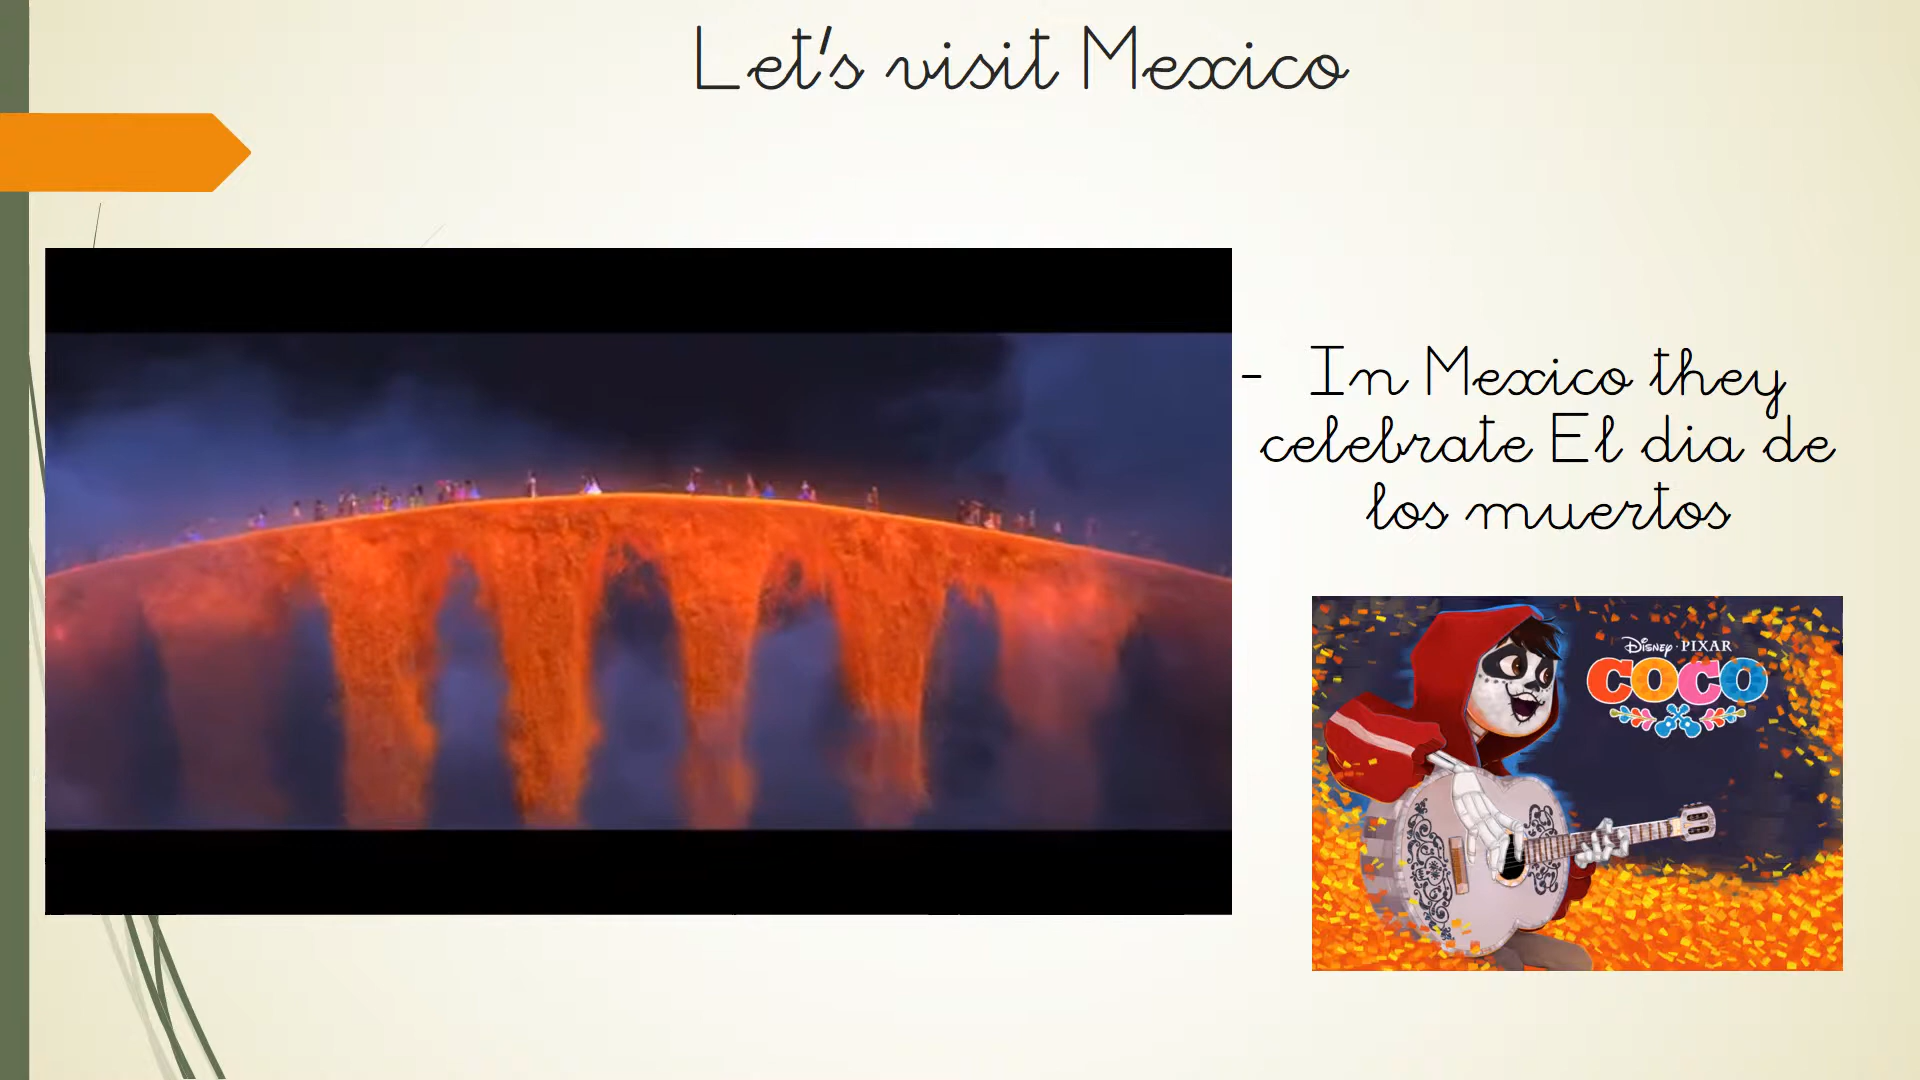 Let's visit Mexico
- In Mexico they
celebrate El dia de
los muertos
DISNEY · PIXAR
COCO